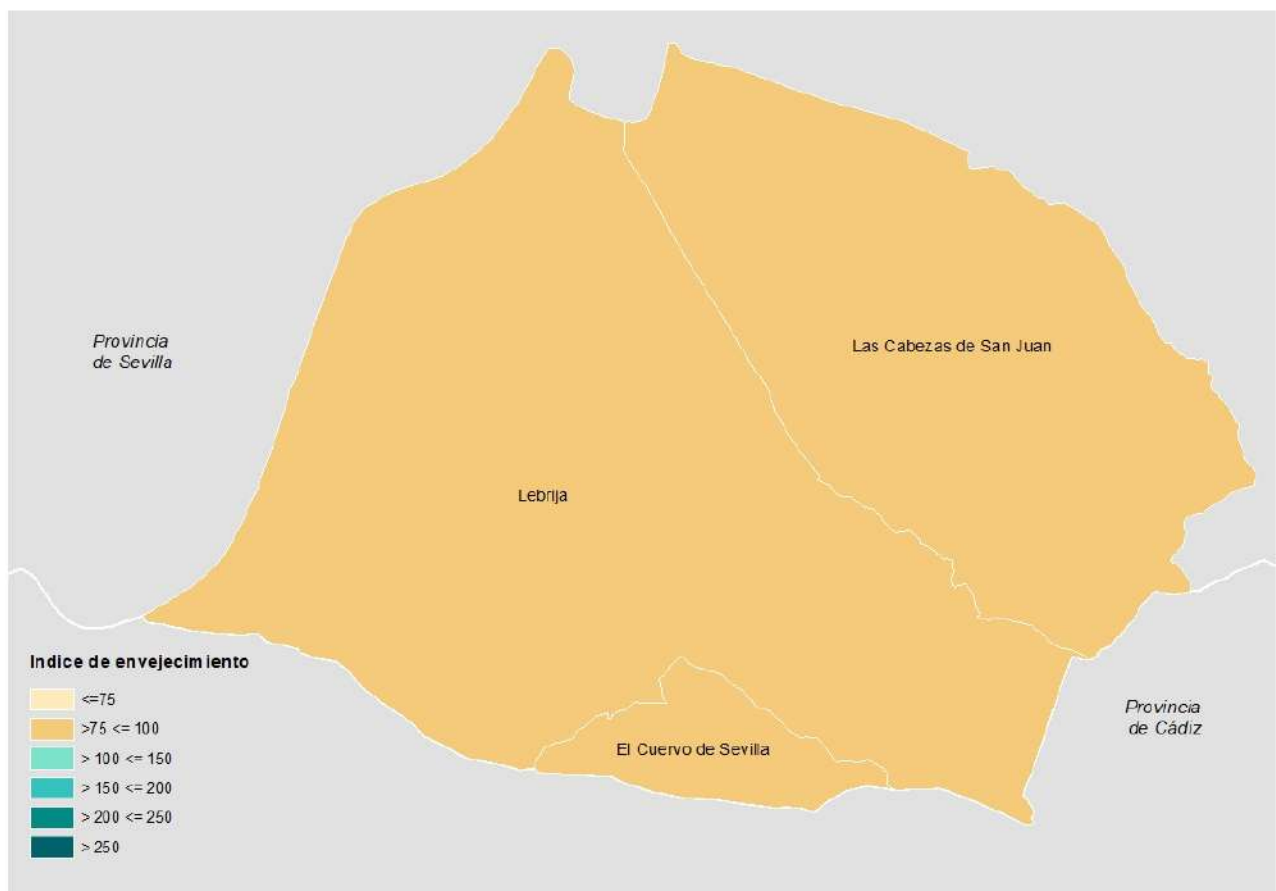 Provincia
de Sevilla
Las Cabezas de San Juan
Lebrija
Indice de envejecimiento
<=75
>75 <= 100
> 100 <= 150
> 150 <= 200
> 200 <= 250
> 250
El Cuervo de Sevilla
Provincia
de Cádiz